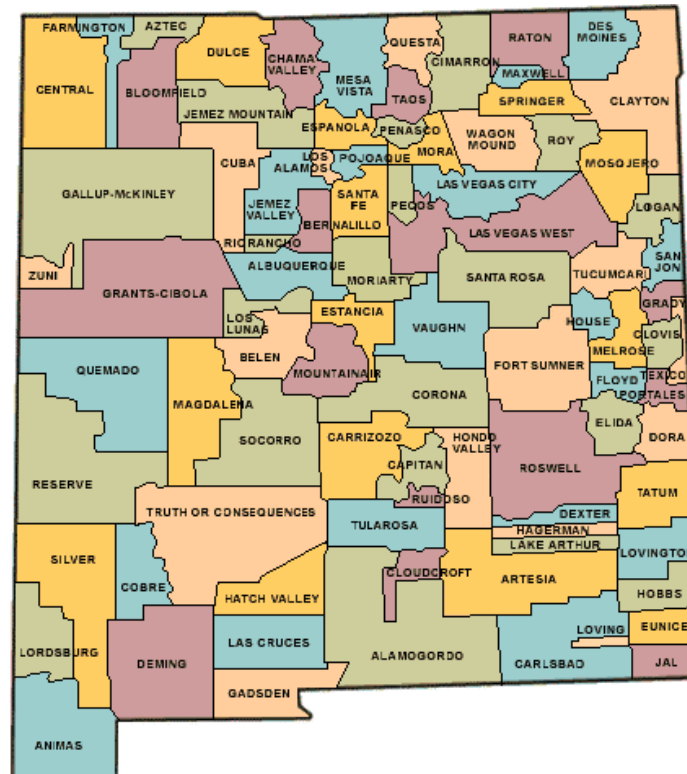 FARMINGTON
AZTEC
DULCE
CHAMA
VALLEY
MESA
VISTA
QUESTA
CIMARRON
RATON
DES
MOINES
CENTRAL
BLOOMFIELD
MAXWELL
TAOS
SPRINGER
CLAYTON
JEMEZ MOUNTAIN
ESPANOLA
PENASCO
MORA
WAGON
MOUND
ROY
MOSQJERO
CUBA
LOS
ALAMOS
POJOAQUE
GALLUP-McKINLEY
JEMEZ
VALLEY
SANTA
FE
PECOS
LAS VEGAS CITY
LOGAN
BERNALILLO
LAS VEGAS WEST
RIO RANCHO
ALBUQUERQUE
SAN
JON
ZUNI
GRANTS-CIBOLA
MORIARTY
SANTA ROSA
TUCUMCARI
GRADY
LOS
LUNAS
ESTANCIA
VAUGHN
HOUSE
CLOVIS
BELEN
MELROSE
QUEMADO
MOUNTAINAIR
FORT SUMNER
FLOYD
TEXICO
PORTALES
MAGDALENA
CORONA
ELIDA
SOCORRO
CARRIZOZO
HONDO
VALLEY
DORA
CAPITAN
ROSWELL
RESERVE
RUIDOSO
TATUM
TRUTH OR CONSEQUENCES
TULAROSA
DEXTER
HAGERMAN
LAKE ARTHUR
LOVINGTO
SILVER
COBRE
CLOUDCROFT
ARTESIA
HATCH VALLEY
HOBBS
LOVING
EUNICE
LAS CRUCES
LORDSBURG
DEMING
ALAMOGORDO
CARLSBAD
JAL
GADSDEN
ANIMAS